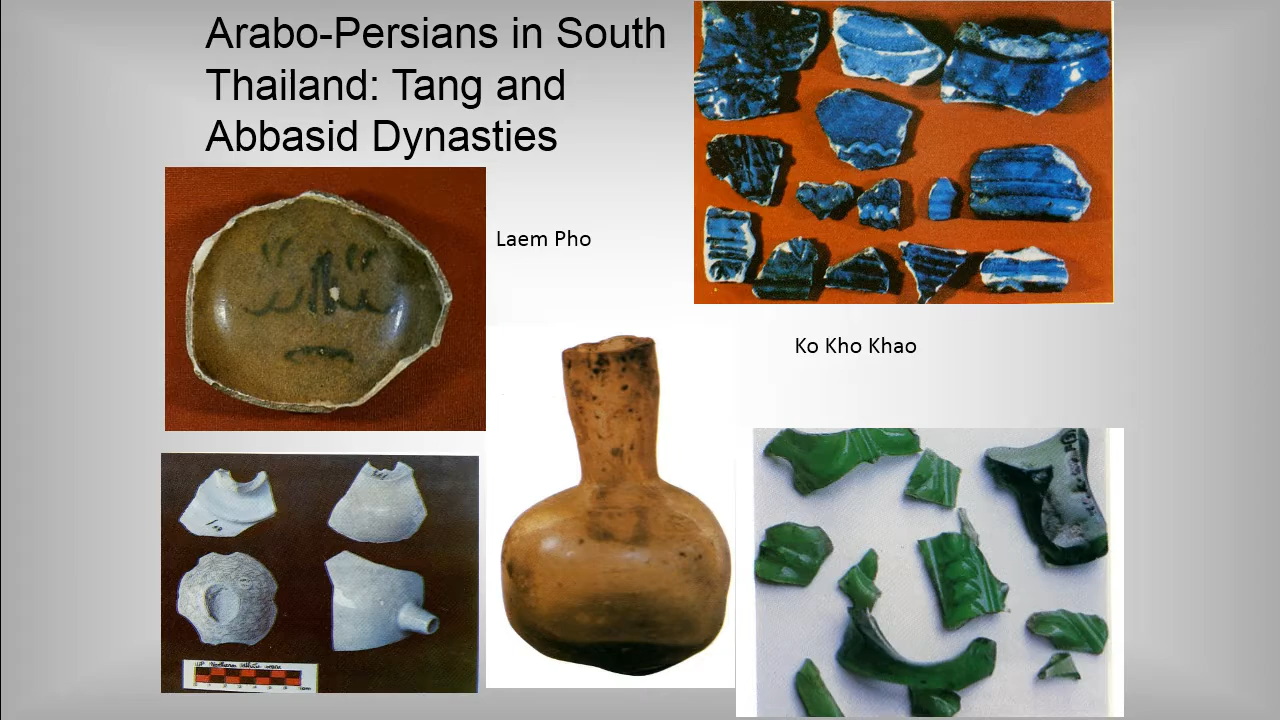 Arabo-Persians in South
Thailand: Tang and
Abbasid Dynasties
Laem Pho
Ko Kho Khao